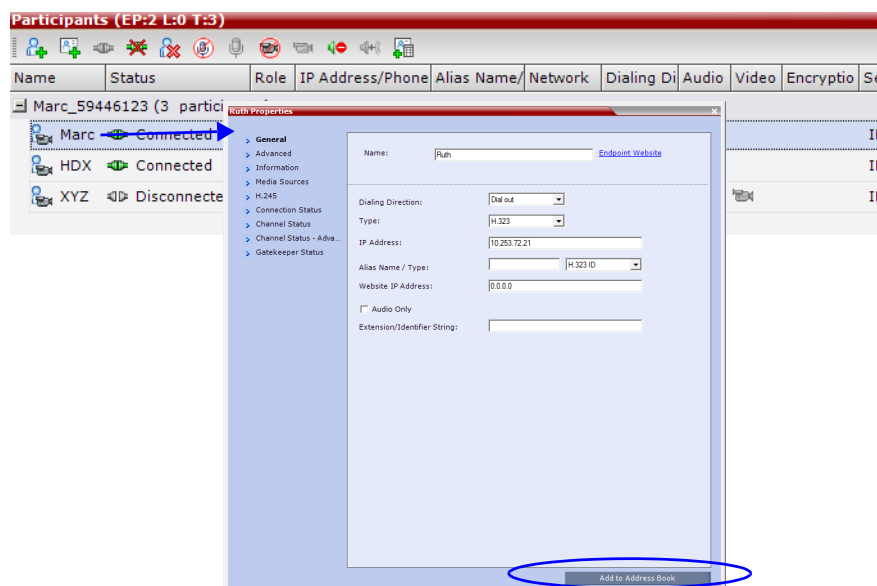 Participants (EP:2 L:0 T:3)
Name Status Role IP Address/Phone Alias Name/ Network Dialing Di Audio Video Encryptio Se
Marc_59446123 (3 partici
Ruth Properties
Marc Connected
HDX Connected
XYZ Disconnecte
General
Advanced
Information
Media Sources
H.245
Connection Status
Channel Status
Channel Status - Adva...
Gatekeeper Status
Name: Ruth Endpoint Website
Dialing Direction: Dial out
Type: H.323
IP Address: 10.253.72.21
Alias Name / Type: H.323 ID
Website IP Address: 0.0.0.0
Audio Only
Extension/Identifier String:
Add to Address Book